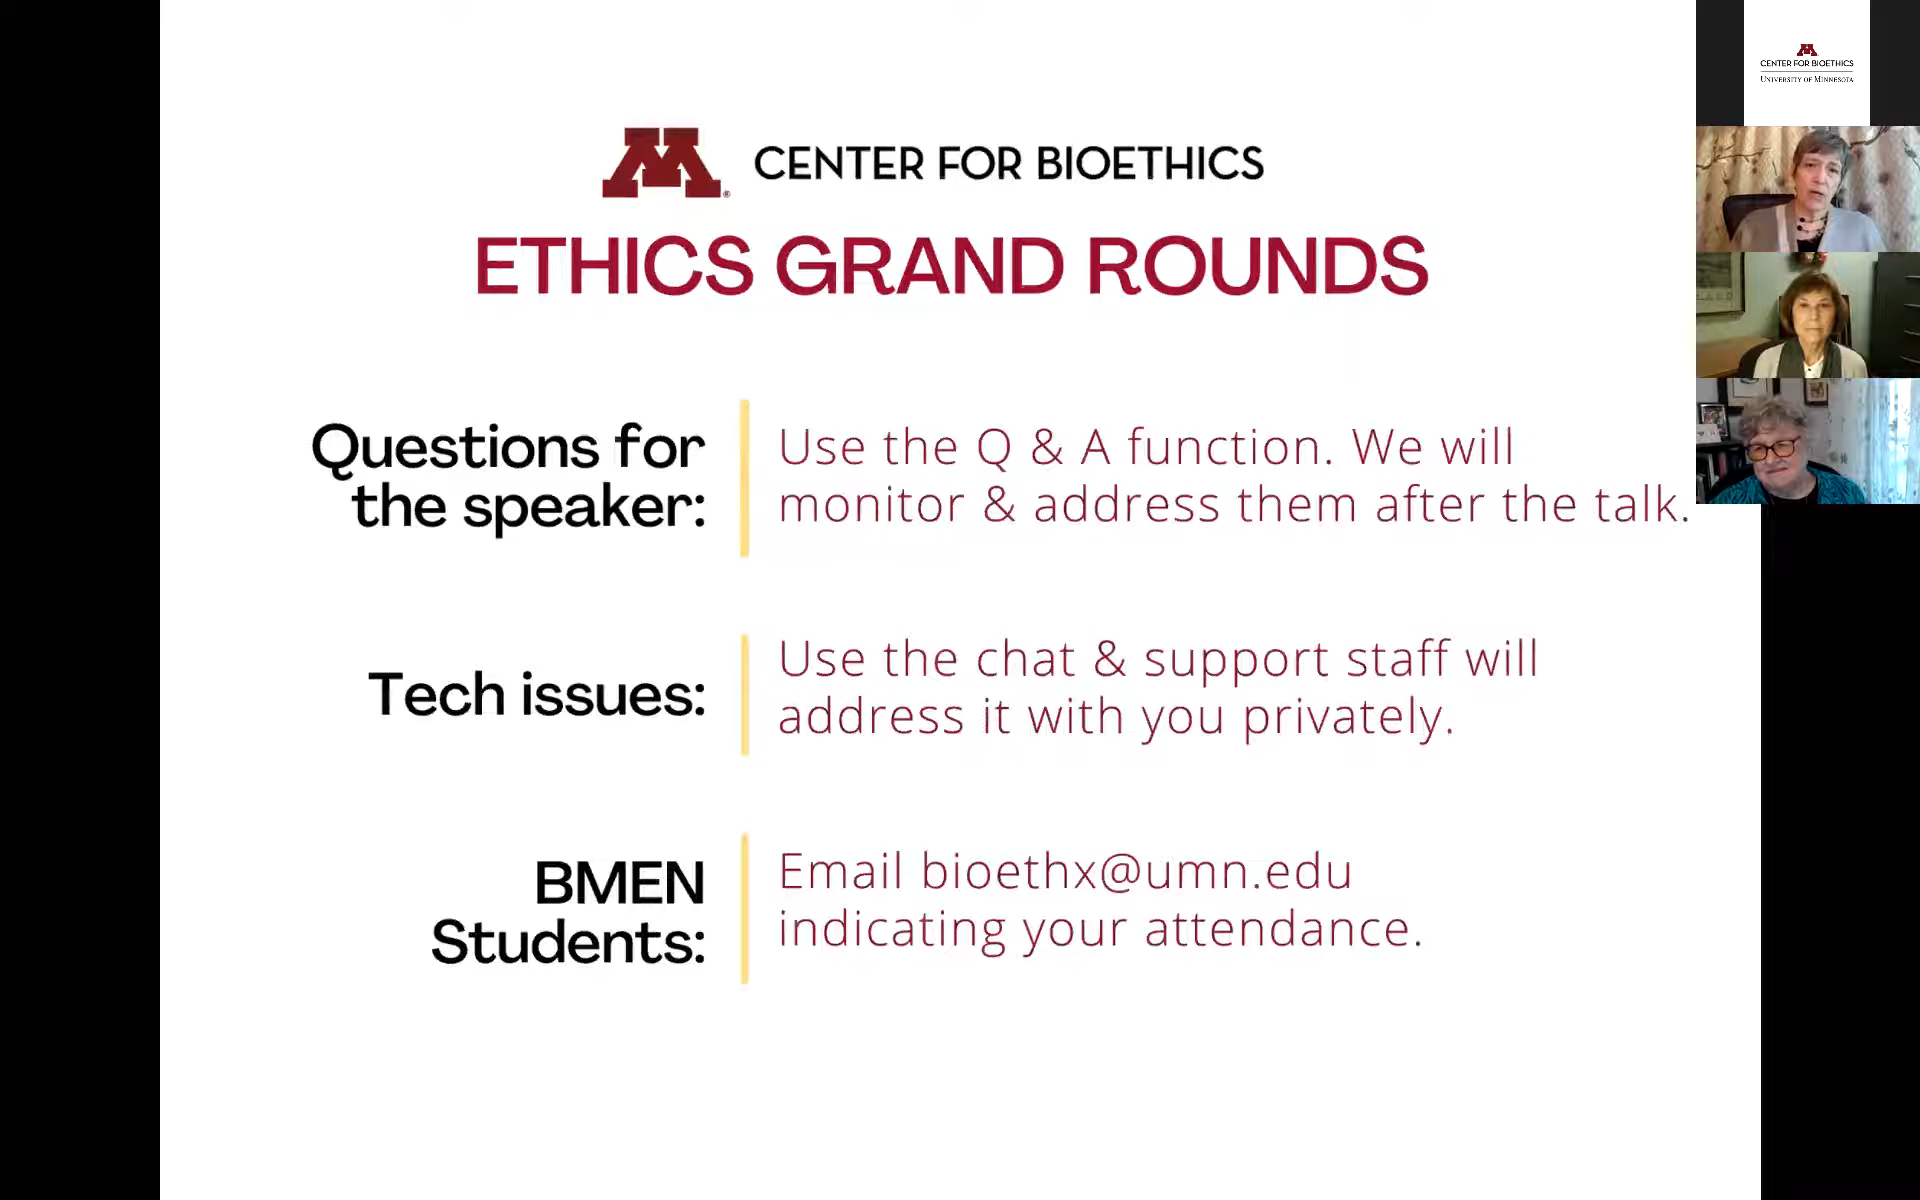 CENTER FOR BIOETHICS
ETHICS GRAND ROUNDS
Questions for
the speaker:
Use the Q & A function. We will
monitor & address them after the talk.
Tech issues:
Use the chat & support staff will
address it with you privately.
BMEN
Students:
Email bioethx@umn.edu
indicating your attendance.
M
CENTER FOR BIOETHICS
UNIVERSITY OF MINNESOTA